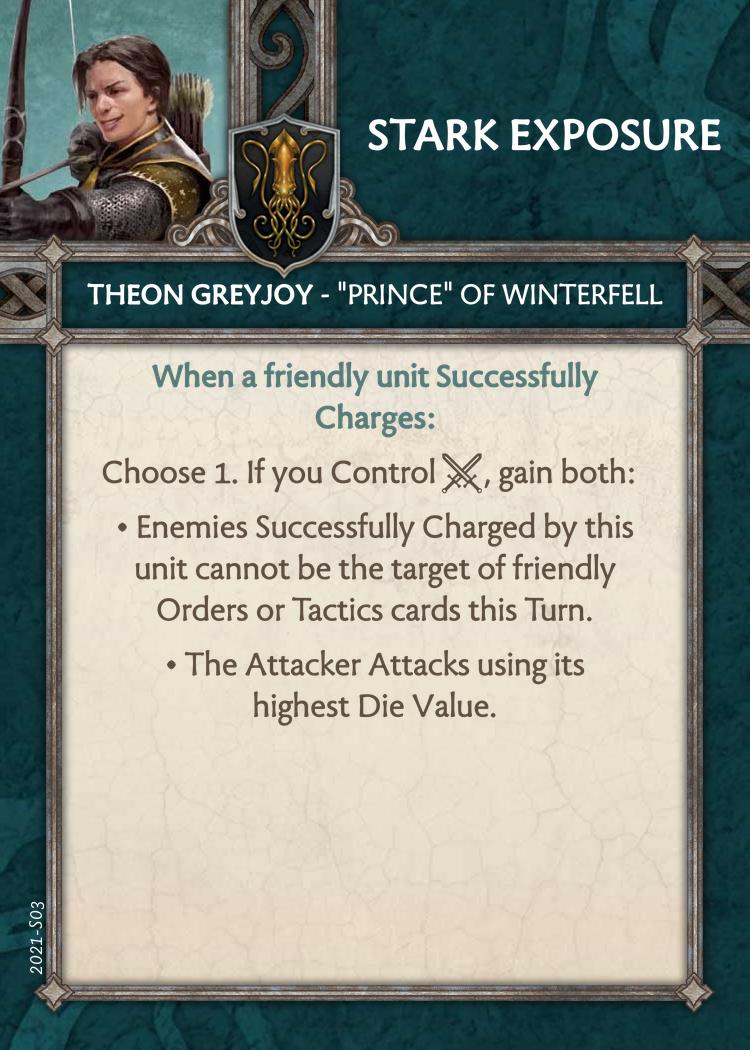 STARK EXPOSURE
THEON GREYJOY - "PRINCE" OF WINTERFELL
When a friendly unit Successfully
Charges:
Choose 1. If you Control , gain both:
• Enemies Successfully Charged by this
unit cannot be the target of friendly
Orders or Tactics cards this Turn.
• The Attacker Attacks using its
highest Die Value.
2021-S03